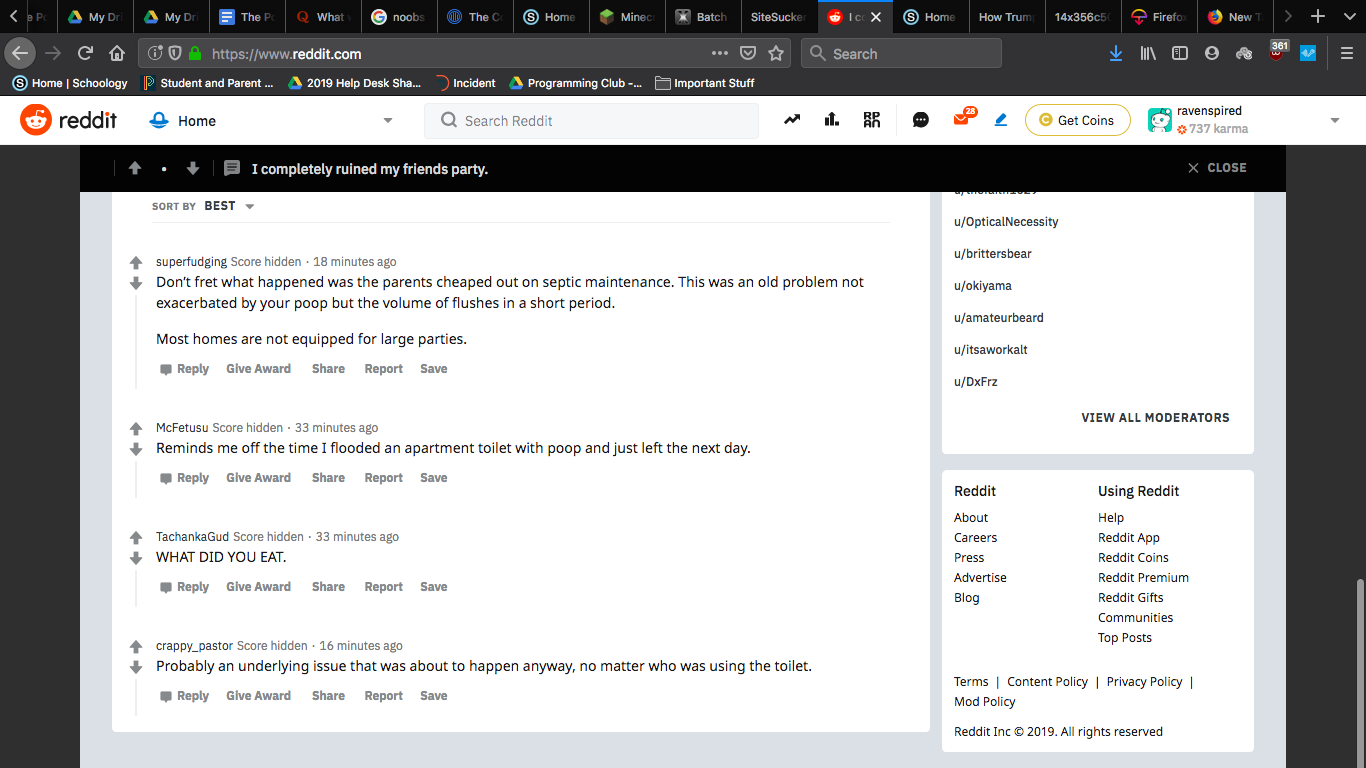 e Po
My Dri
My Dri
The Po
What
noobs
The Co
Home
Minec
Batch
SiteSucker
I co
Home
How Trum
14x356c50
Firefo
New T
https://www.reddit.com
Search
361
Home | Schoology
Student and Parent ...
2019 Help Desk Sha...
Incident
Programming Club -...
Important Stuff
reddit
Home
Search Reddit
28
Get Coins
ravenspired
737 karma
I completely ruined my friends party.
CLOSE
SORT BY BEST
superfudging Score hidden · 18 minutes ago
Don’t fret what happened was the parents cheaped out on septic maintenance. This was an old problem not
exacerbated by your poop but the volume of flushes in a short period.
Most homes are not equipped for large parties.
Reply Give Award Share Report Save
McFetusu Score hidden · 33 minutes ago
Reminds me off the time I flooded an apartment toilet with poop and just left the next day.
Reply Give Award Share Report Save
TachankaGud Score hidden · 33 minutes ago
WHAT DID YOU EAT.
Reply Give Award Share Report Save
crappy_pastor Score hidden · 16 minutes ago
Probably an underlying issue that was about to happen anyway, no matter who was using the toilet.
Reply Give Award Share Report Save
u/OpticalNecessity
u/brittersbear
u/okiyama
u/amateurbeard
u/itsaworkalt
u/DxFrz
VIEW ALL MODERATORS
Reddit
About
Careers
Press
Advertise
Blog
Using Reddit
Help
Reddit App
Reddit Coins
Reddit Premium
Reddit Gifts
Communities
Top Posts
Terms | Content Policy | Privacy Policy |
Mod Policy
Reddit Inc © 2019. All rights reserved